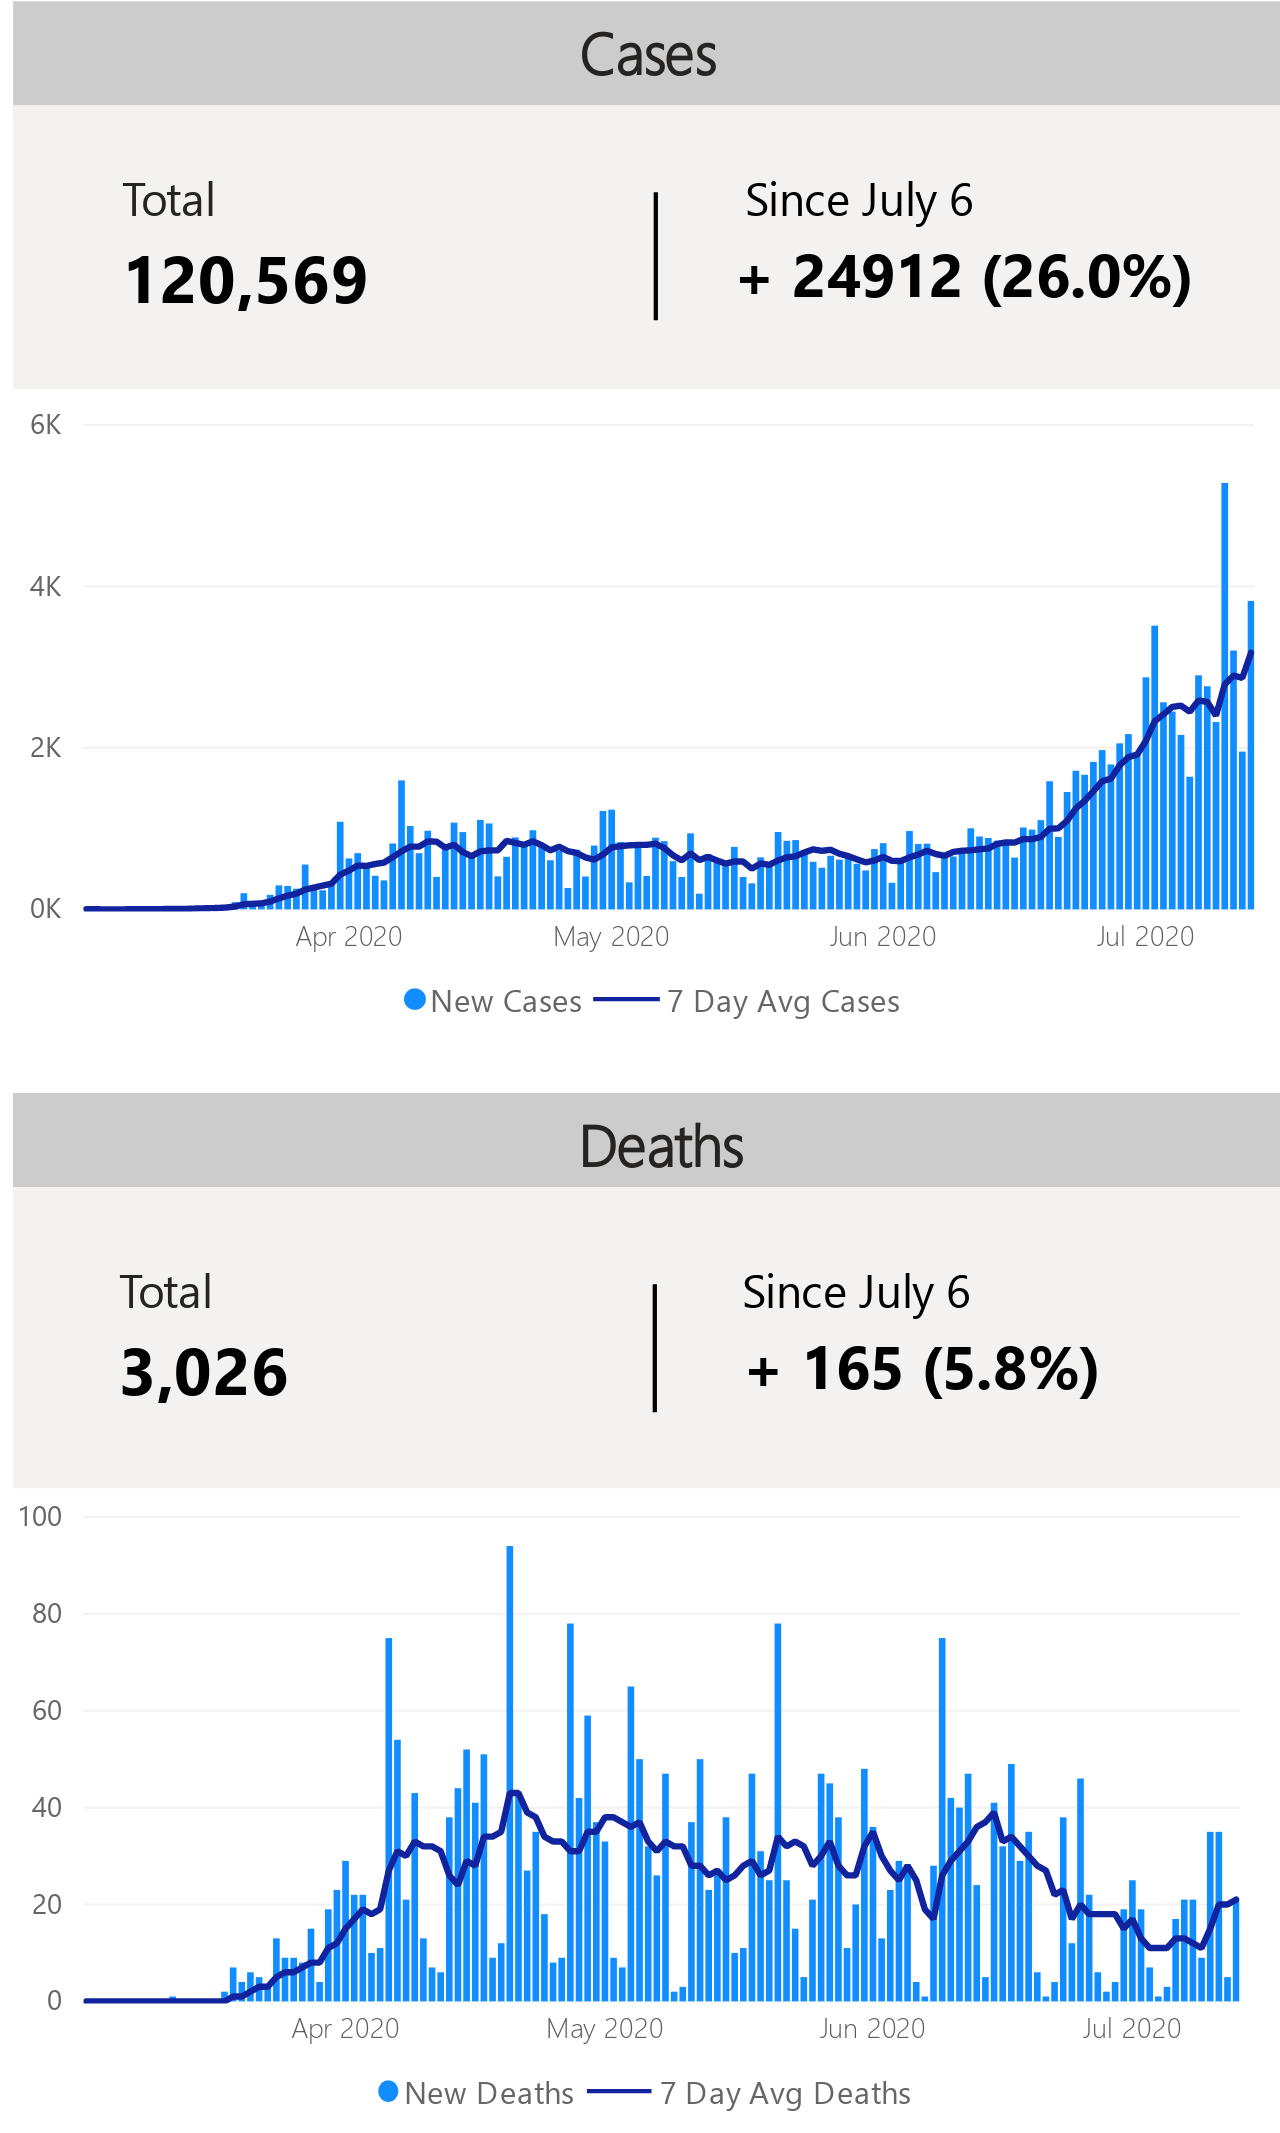 Cases
Total
Since July 6
120,569
+ 24912 (26.0%)
6K
4K
2K
0K
Apr 2020
May 2020
Jun 2020
Jul 2020
New Cases
7 Day Avg Cases
Deaths
Total
Since July 6
3,026
+ 165 (5.8%)
100
80
60
40
20
0
Apr 2020
May 2020
Jun 2020
Jul 2020
New Deaths
7 Day Avg Deaths